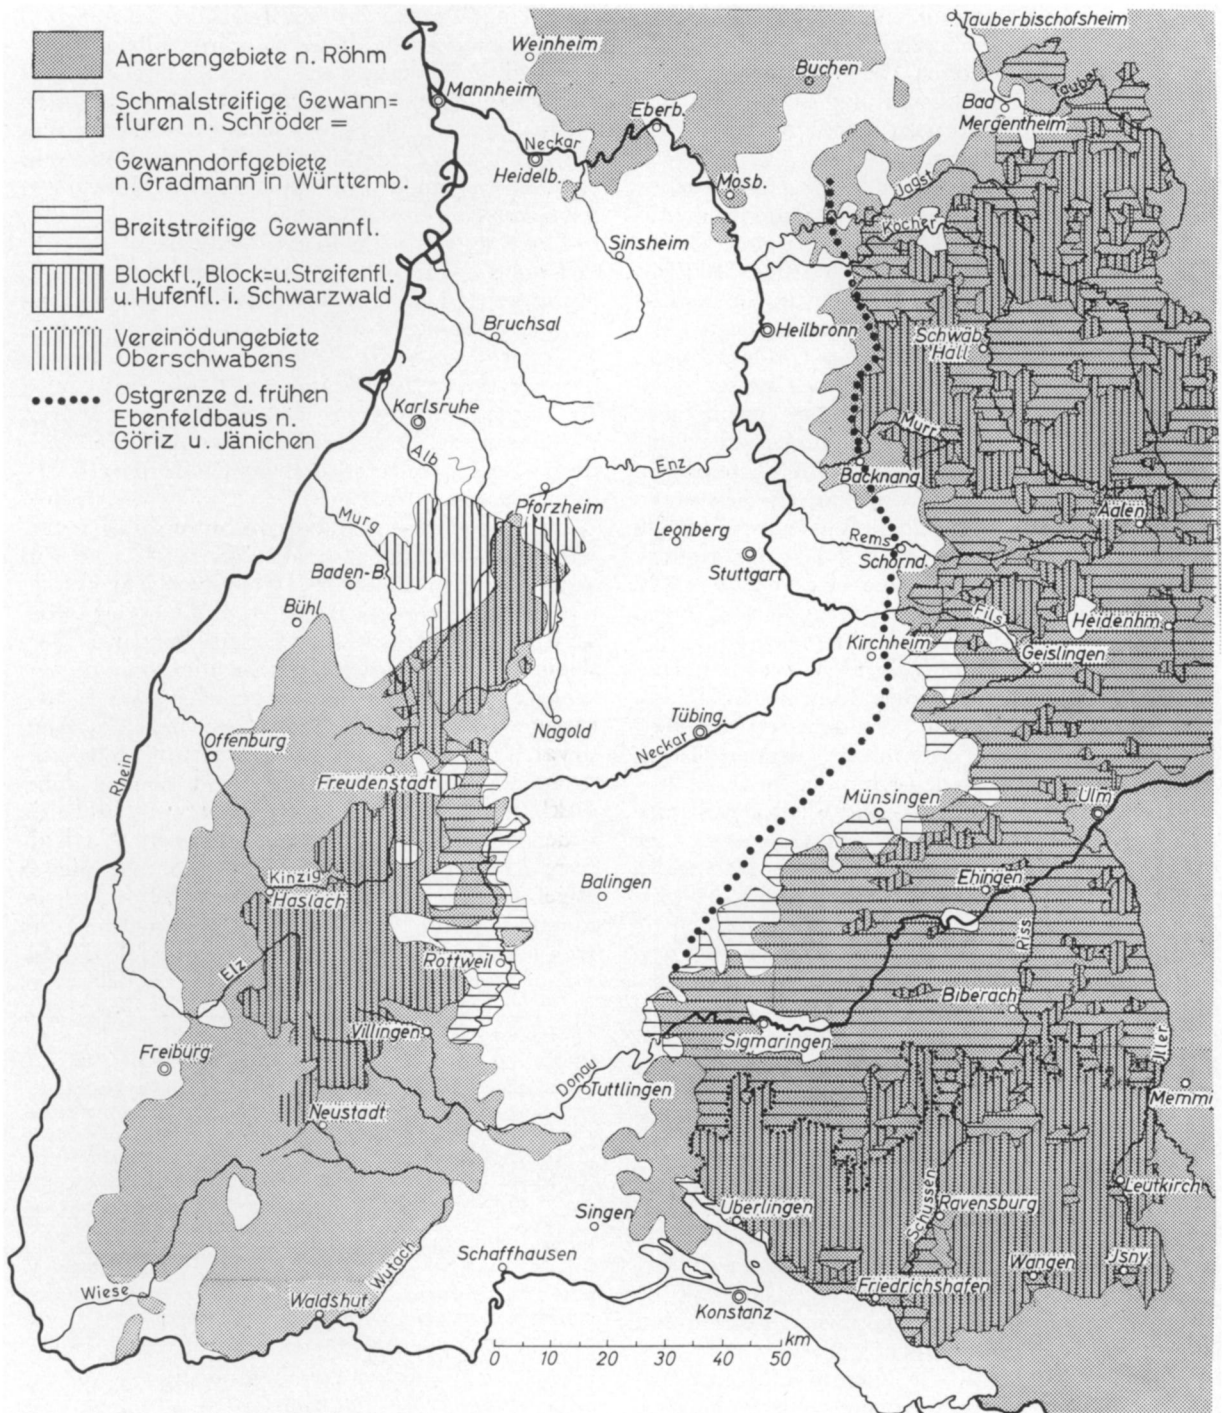 Anerbengebiete n. Röhm
Schmalstreifige Gewann=
fluren n. Schröder =
Gewanndorfgebiete
n. Gradmann in Württemb.
Breitstreifige Gewannfl.
Blockfl., Block=u. Streifenfl.
u. Hufenfl. i. Schwarzwald
Vereinödunggebiete
Oberschwabens
Ostgrenze d. frühen
Ebenfeldbaus n.
Göriz u. Jänichen
Tauberbischofsheim
Weinheim
Buchen
Mannheim
Tauber
Bad
Mergentheim
Eberb.
Neckar
Heidelb.
Mosb.
Jagst
Kocher
Sinsheim
Bruchsal
Heilbronn
Schwäb
Hall
Karlsruhe
Alb
Murr
Enz
Backnang
Pforzheim
Aalen
Murg
Leonberg
Rems
Schornd.
Baden-B
Stuttgart
Bühl
Fils
Heidenhm.
Kirchheim
Geislingen
Nagold
Tübing.
Neckar
Offenburg
Rhein
Freudenstadt
Münsingen
Ulm
Kinzig
Haslach
Balingen
Ehingen
Riss
Elz
Rottweil
Biberach
Villingen
Sigmaringen
Iller
Freiburg
Donau
Tuttlingen
Memmi
Neustadt
Leutkirch
Schussen
Ravensburg
Überlingen
Singen
Wutach
Schaffhausen
Wangen
Jsny
Wiese
Waldshut
Friedrichshafen
Konstanz
km
0 10 20 30 40 50